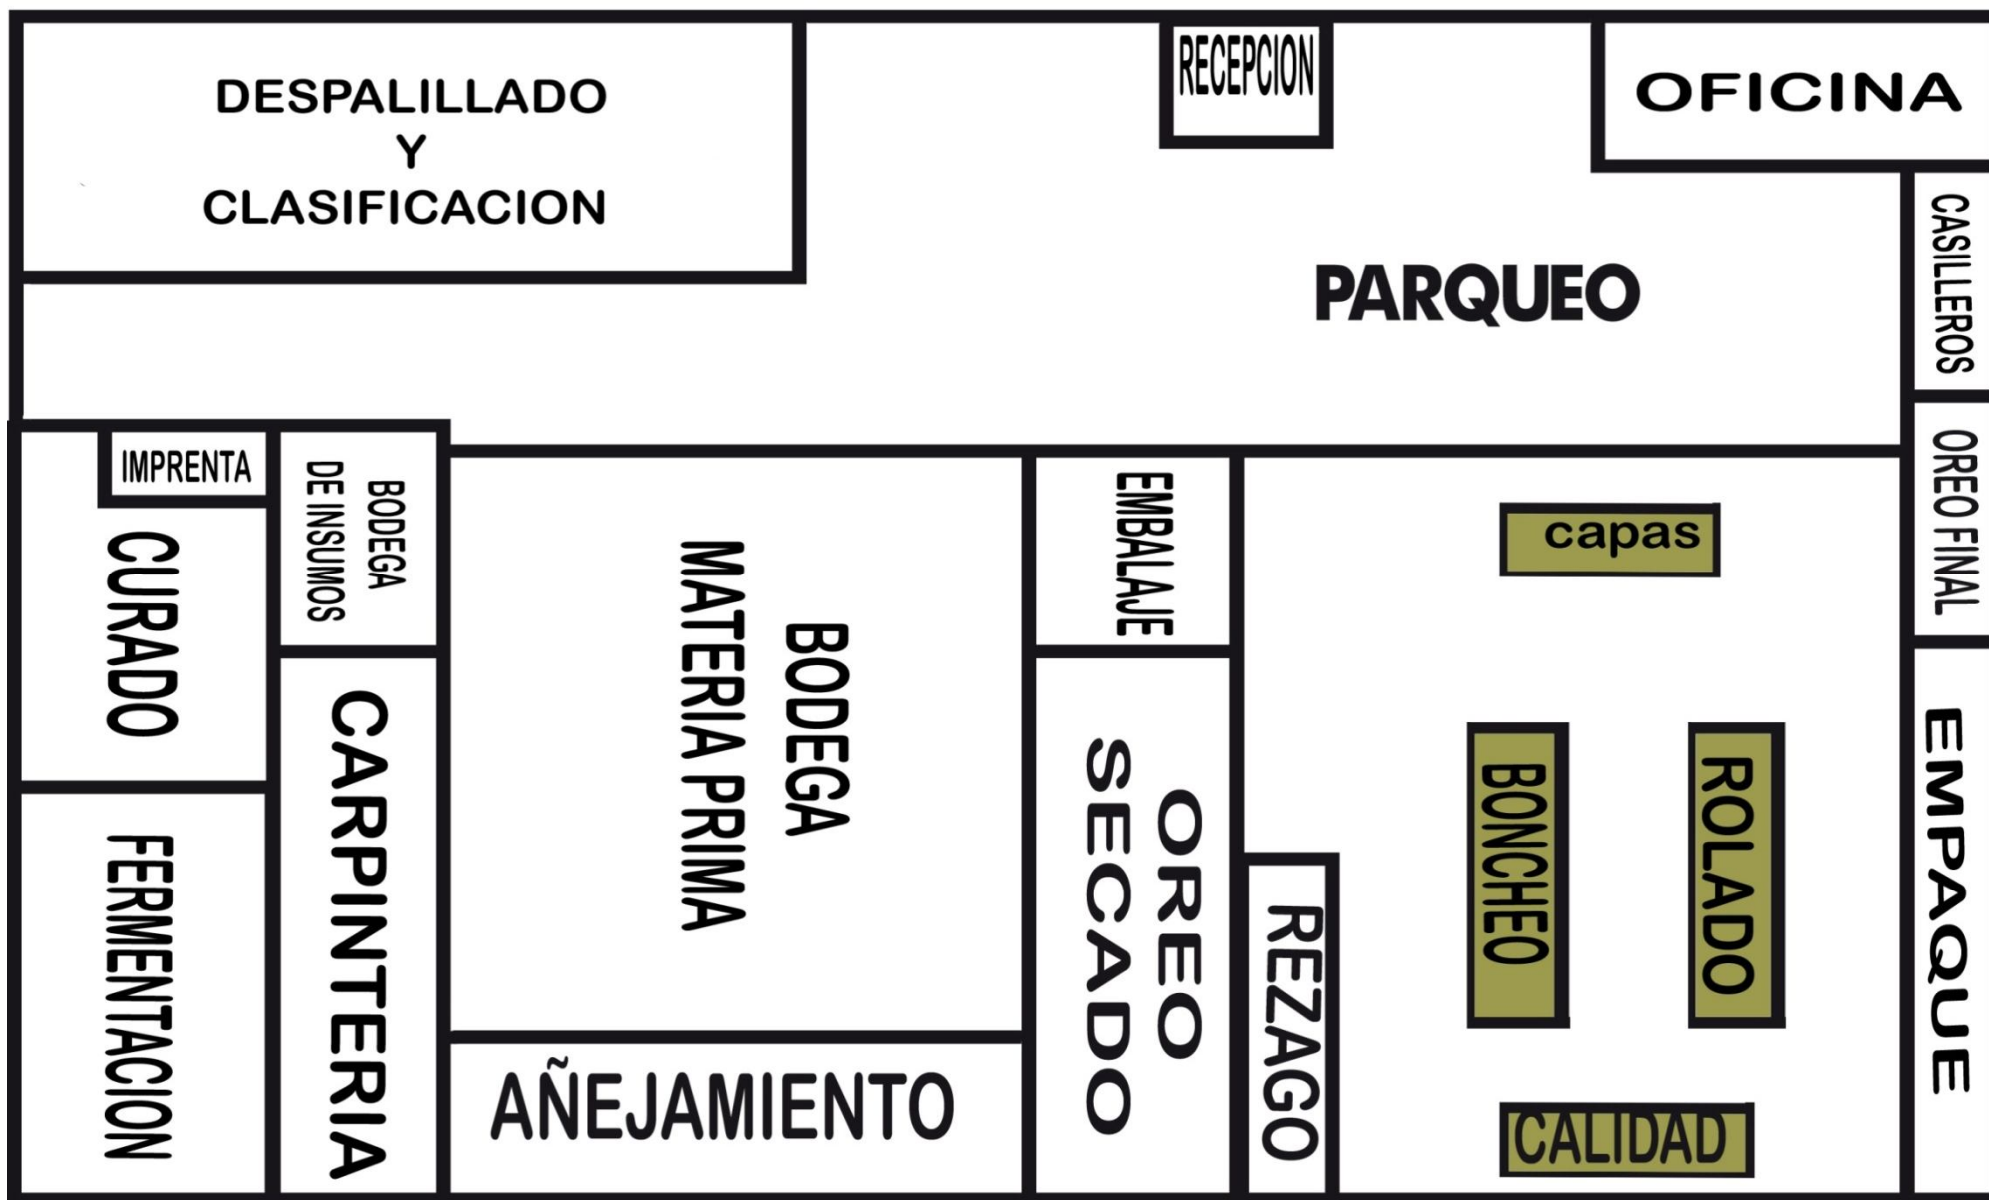 DESPALILLADO
Y
CLASIFICACION
RECEPCION
OFICINA
PARQUEO
CASILLEROS
IMPRENTA
BODEGA
DE INSUMOS
CURADO
FERMENTACION
CARPINTERIA
BODEGA
MATERIA PRIMA
AÑEJAMIENTO
EMBALAJE
OREO
SECADO
REZAGO
capas
BONCHEO
ROLADO
CALIDAD
OREO FINAL
EMPAQUE